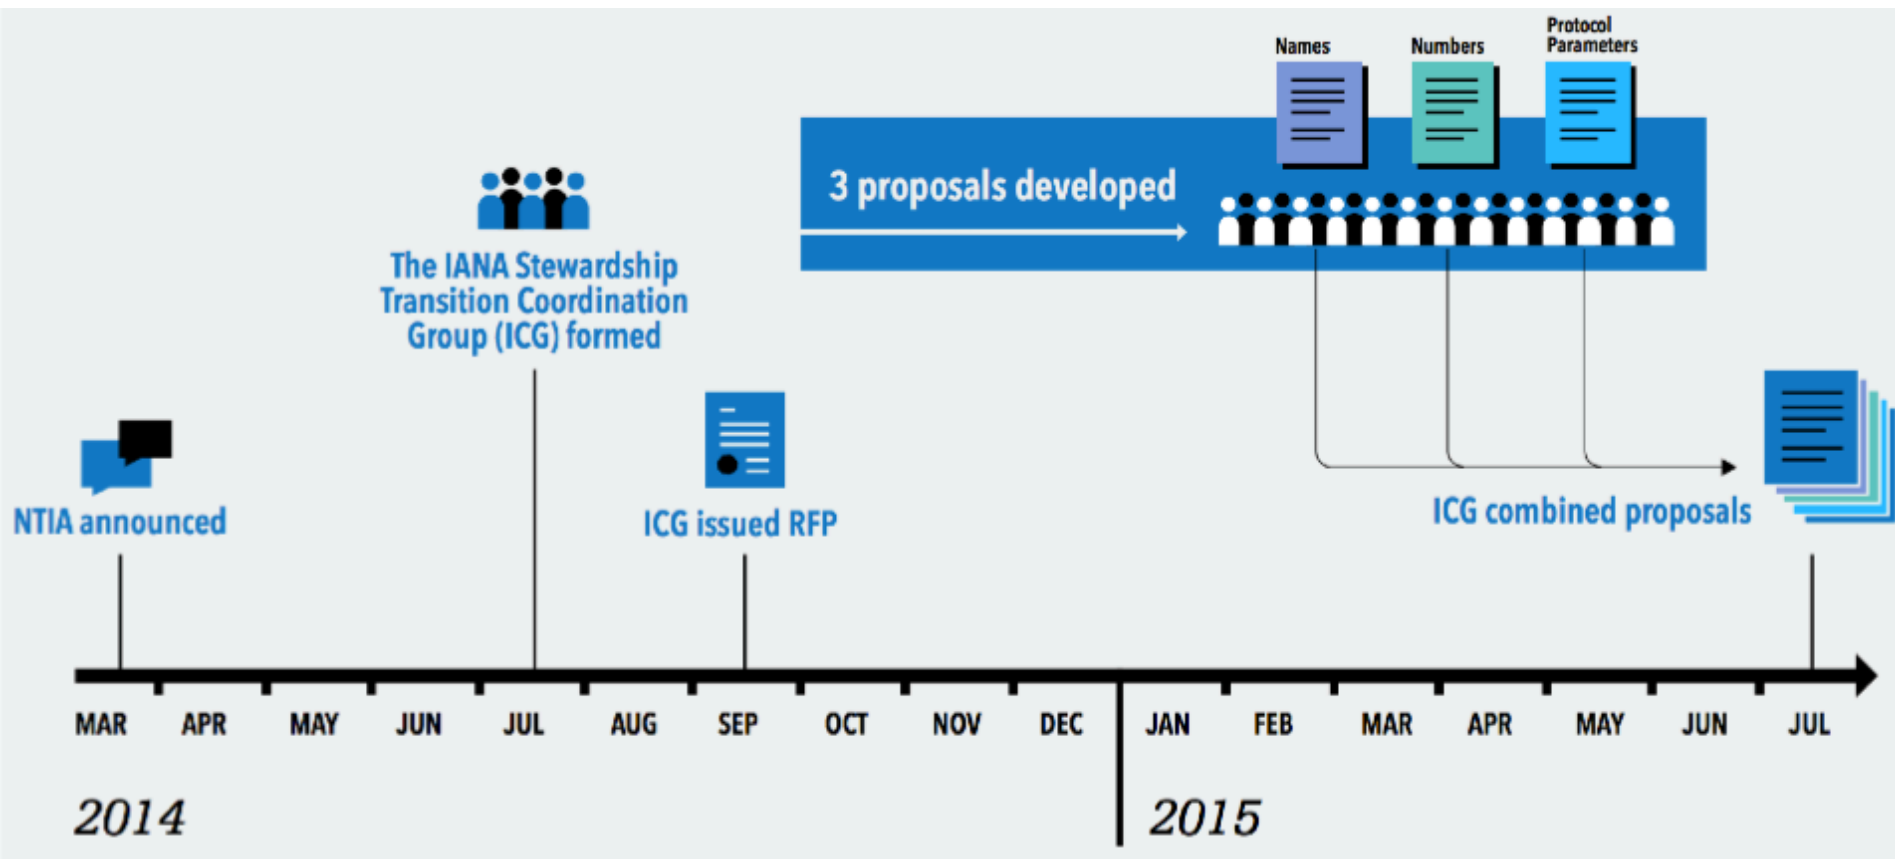 Names
Numbers
Protocol
Parameters
3 proposals developed
The IANA Stewardship
Transition Coordination
Group (ICG) formed
NTIA announced
ICG issued RFP
ICG combined proposals
MAR APR MAY JUN JUL AUG SEP OCT NOV DEC JAN FEB MAR APR MAY JUN JUL
2014 2015